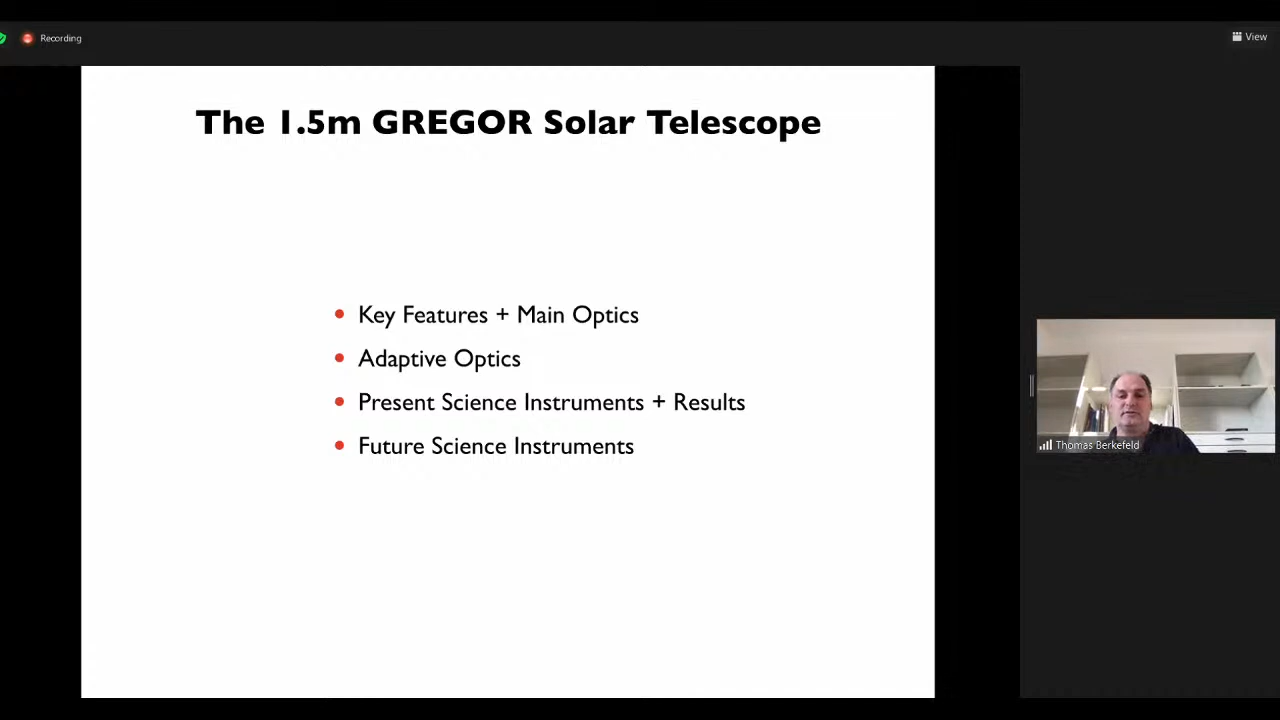 Recording
View
The 1.5m GREGOR Solar Telescope
• Key Features + Main Optics
• Adaptive Optics
• Present Science Instruments + Results
• Future Science Instruments
Thomas Berkefeld